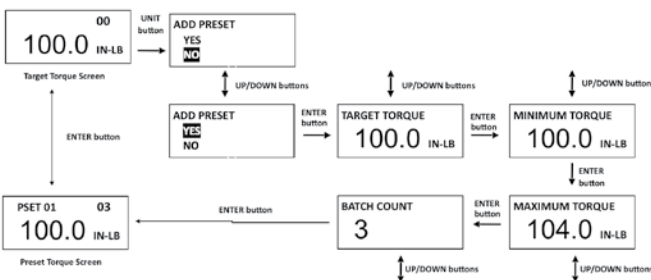 00
100.0 IN-LB
Target Torque Screen
UNIT
button
ADD PRESET
YES
NO
UP/DOWN buttons
UP/DOWN buttons
UP/DOWN buttons
ADD PRESET
YES
NO
ENTER
button
TARGET TORQUE
100.0 IN-LB
ENTER
button
MINIMUM TORQUE
100.0 IN-LB
ENTER button
ENTER
button
PSET 01 03
100.0 IN-LB
Preset Torque Screen
ENTER button
BATCH COUNT
3
ENTER
button
MAXIMUM TORQUE
104.0 IN-LB
UP/DOWN buttons
UP/DOWN buttons